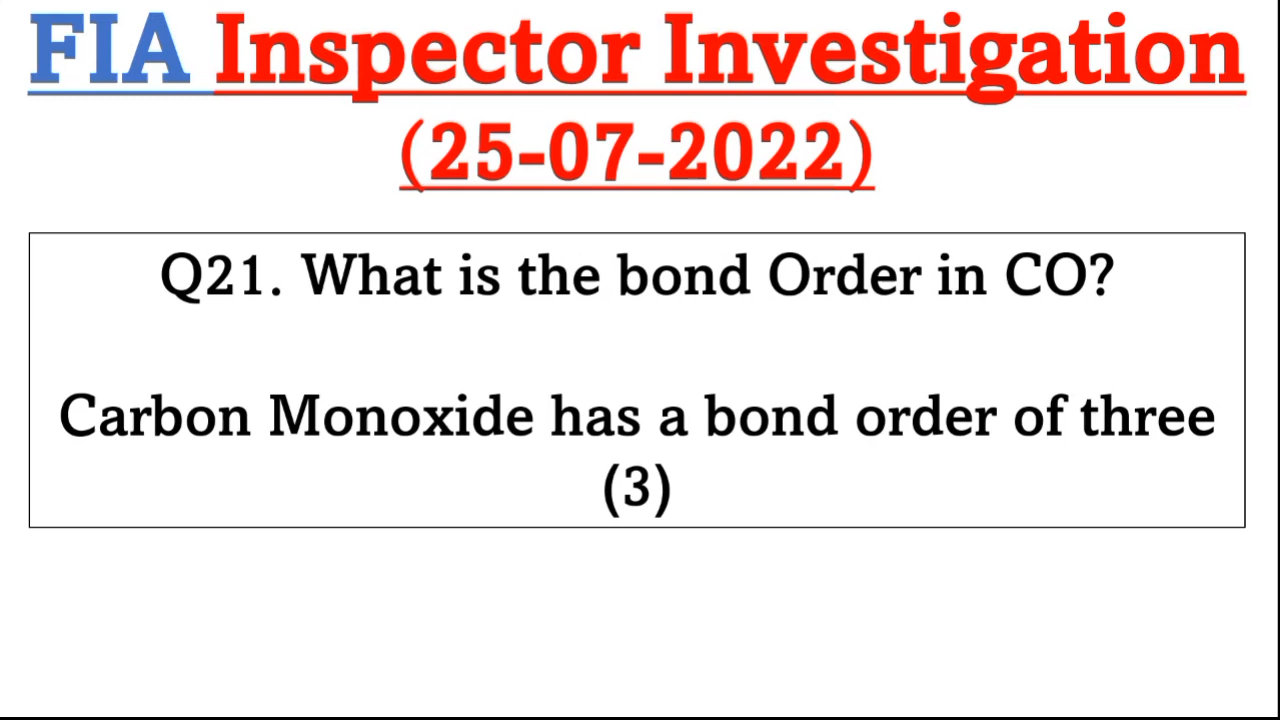 FIA Inspector Investigation
(25-07-2022)
Q21. What is the bond Order in CO?
Carbon Monoxide has a bond order of three
(3)